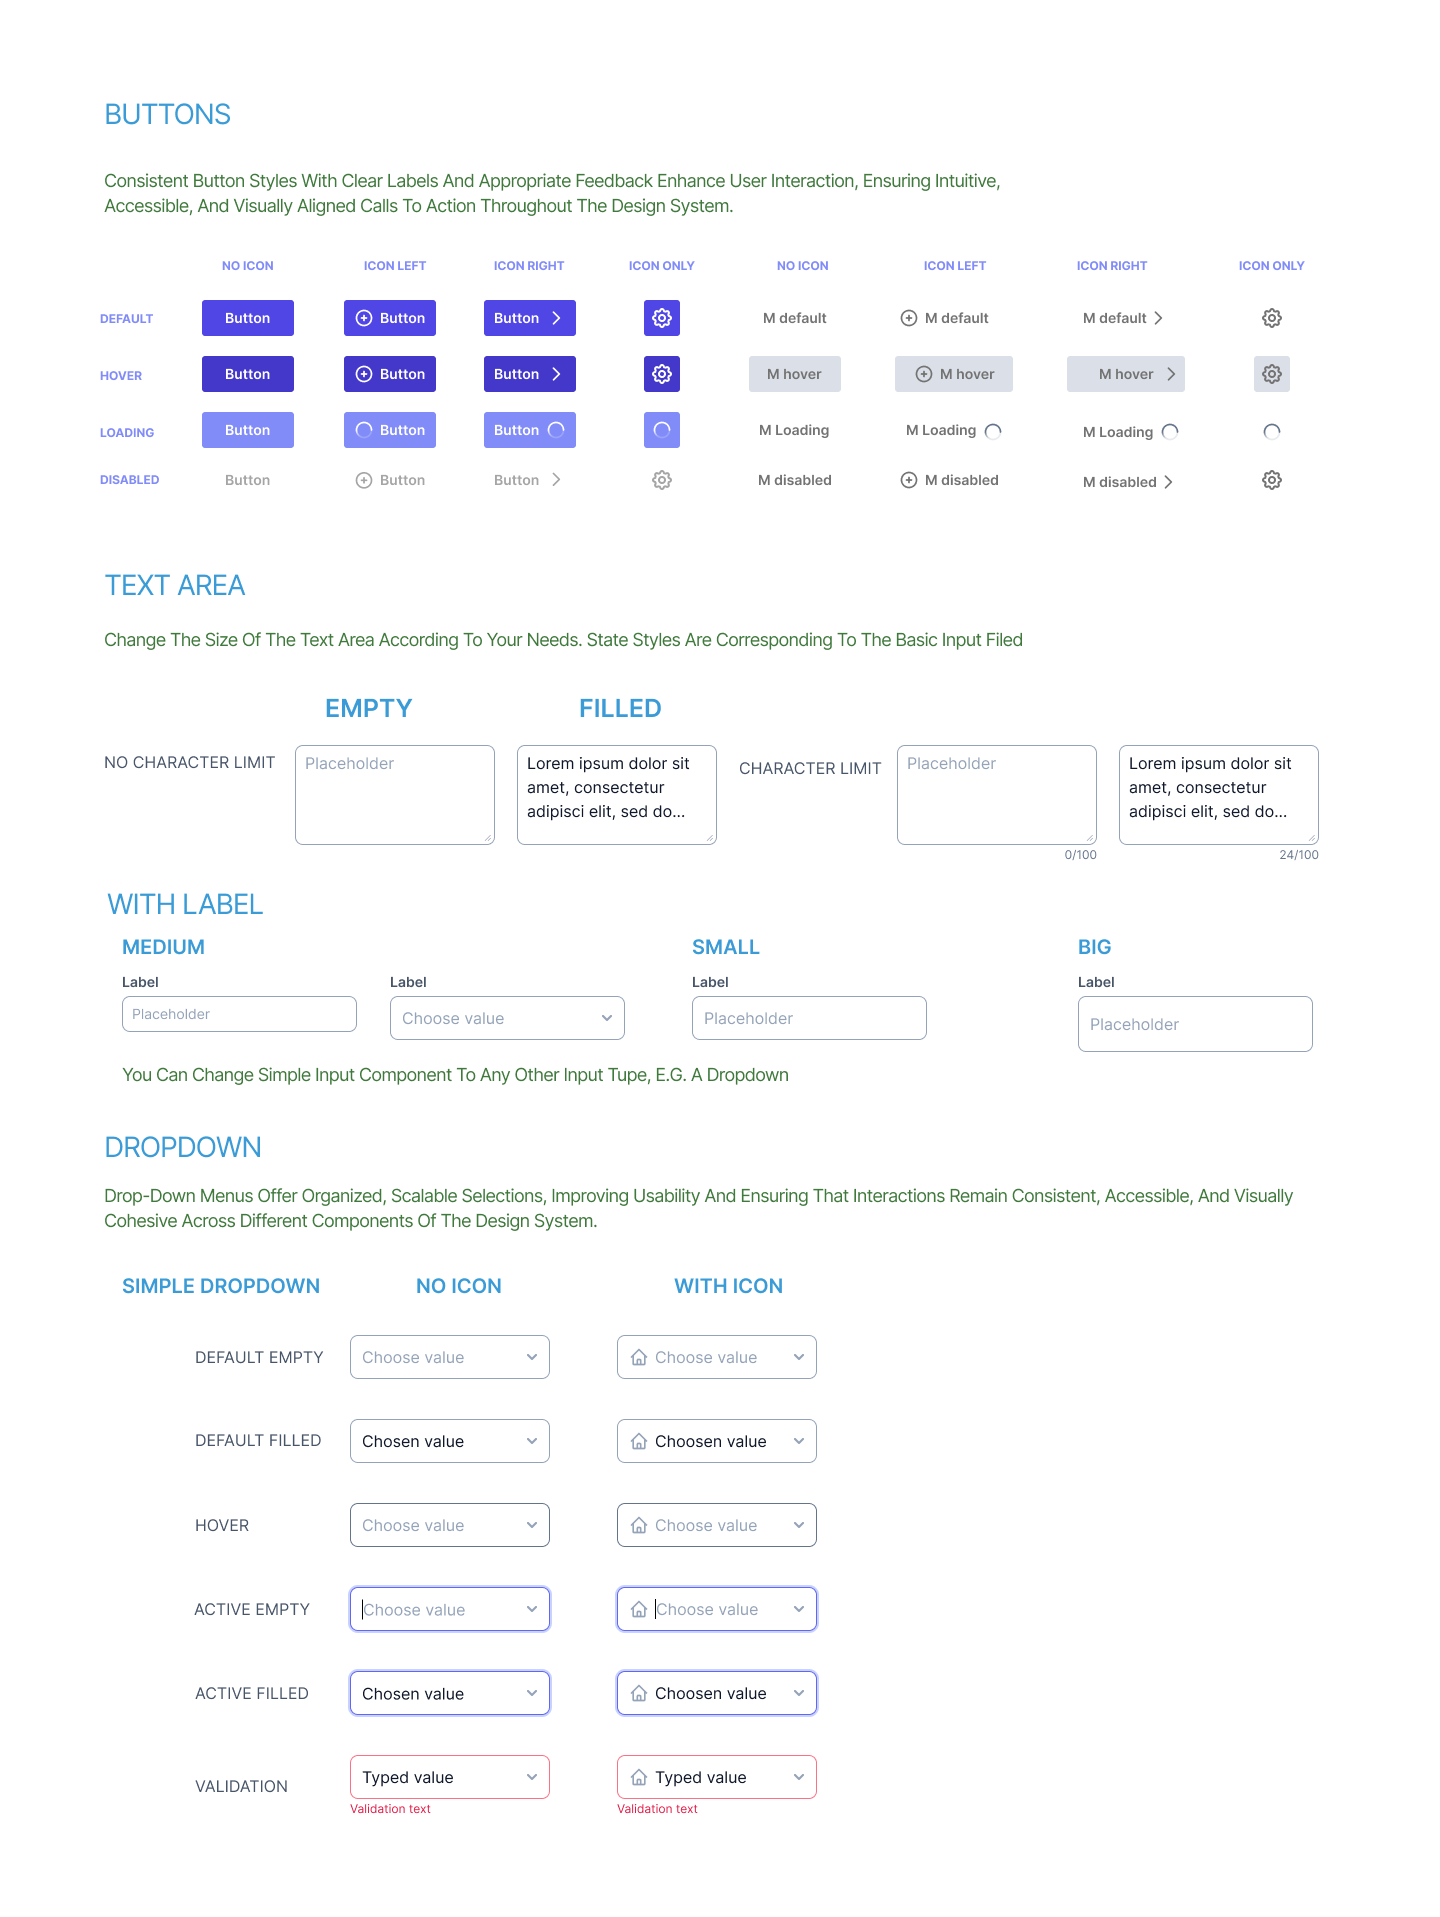 BUTTONS
Consistent Button Styles With Clear Labels And Appropriate Feedback Enhance User Interaction, Ensuring Intuitive,
Accessible, And Visually Aligned Calls To Action Throughout The Design System.
NO ICON ICON LEFT ICON RIGHT ICON ONLY NO ICON ICON LEFT ICON RIGHT ICON ONLY
DEFAULT Button Button Button M default M default M default
HOVER Button Button Button M hover M hover M hover
LOADING Button Button Button M Loading M Loading M Loading
DISABLED Button Button Button M disabled M disabled M disabled
TEXT AREA
Change The Size Of The Text Area According To Your Needs. State Styles Are Corresponding To The Basic Input Filed
EMPTY FILLED
NO CHARACTER LIMIT Placeholder Lorem ipsum dolor sit CHARACTER LIMIT Placeholder Lorem ipsum dolor sit
amet, consectetur amet, consectetur
adipisci elit, sed do... adipisci elit, sed do...
0/100 24/100
WITH LABEL
MEDIUM SMALL BIG
Label Label Label Label
Placeholder Choose value Placeholder Placeholder
You Can Change Simple Input Component To Any Other Input Tupe, E.G. A Dropdown
DROPDOWN
Drop-Down Menus Offer Organized, Scalable Selections, Improving Usability And Ensuring That Interactions Remain Consistent, Accessible, And Visually
Cohesive Across Different Components Of The Design System.
SIMPLE DROPDOWN NO ICON WITH ICON
DEFAULT EMPTY Choose value Choose value
DEFAULT FILLED Chosen value Choosen value
HOVER Choose value Choose value
ACTIVE EMPTY Choose value Choose value
ACTIVE FILLED Chosen value Choosen value
VALIDATION Typed value Typed value
Validation text Validation text